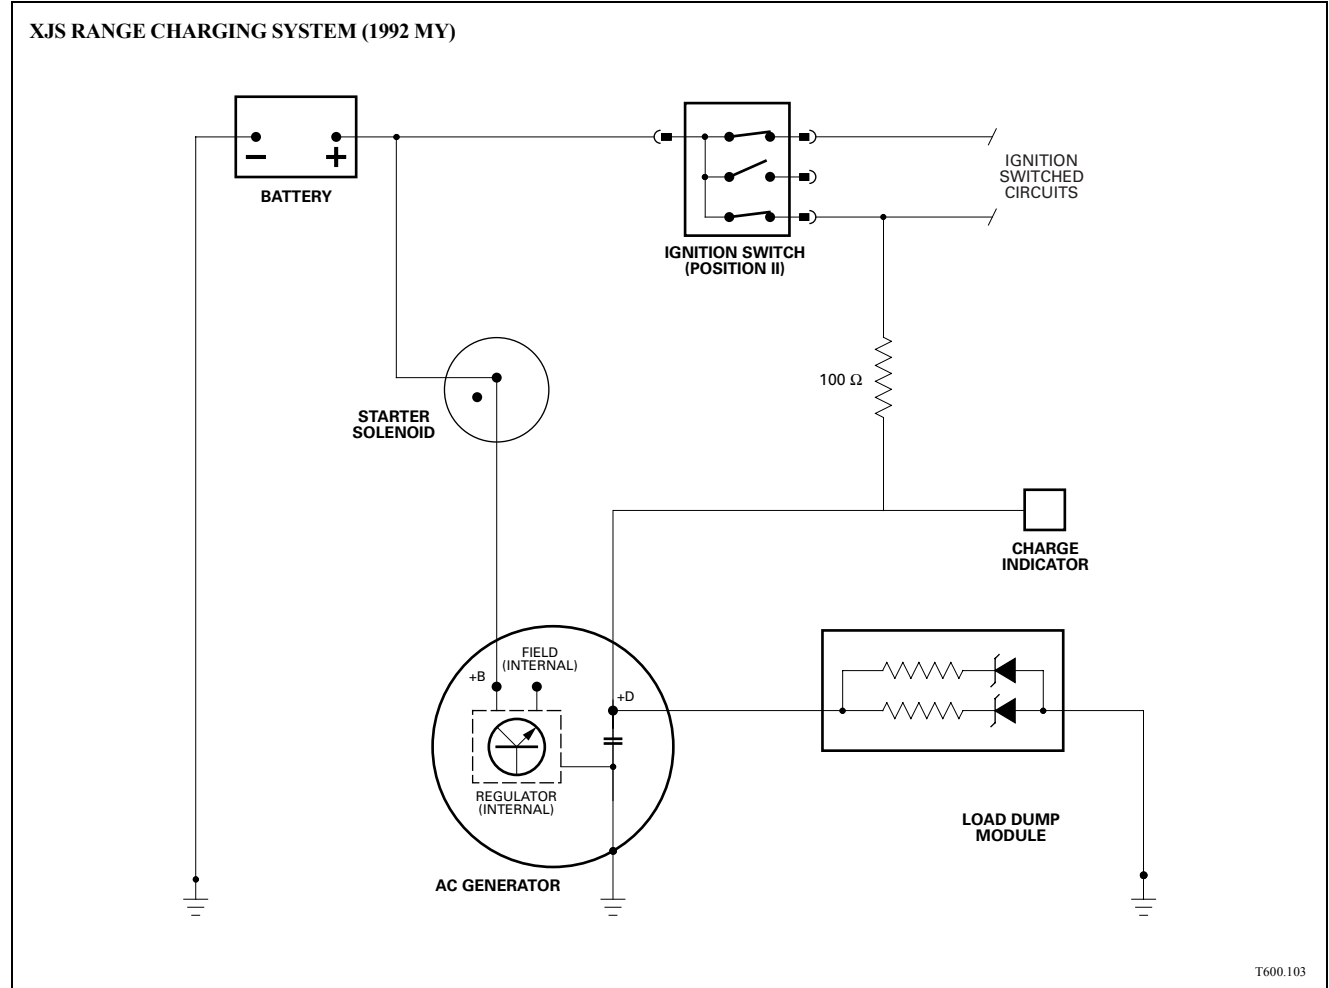 XJS RANGE CHARGING SYSTEM (1992 MY)
BATTERY
IGNITION
SWITCHED
CIRCUITS
IGNITION SWITCH
(POSITION II)
100 Ω
STARTER
SOLENOID
CHARGE
INDICATOR
FIELD
(INTERNAL)
+B
+D
REGULATOR
(INTERNAL)
LOAD DUMP
MODULE
AC GENERATOR
T600.103